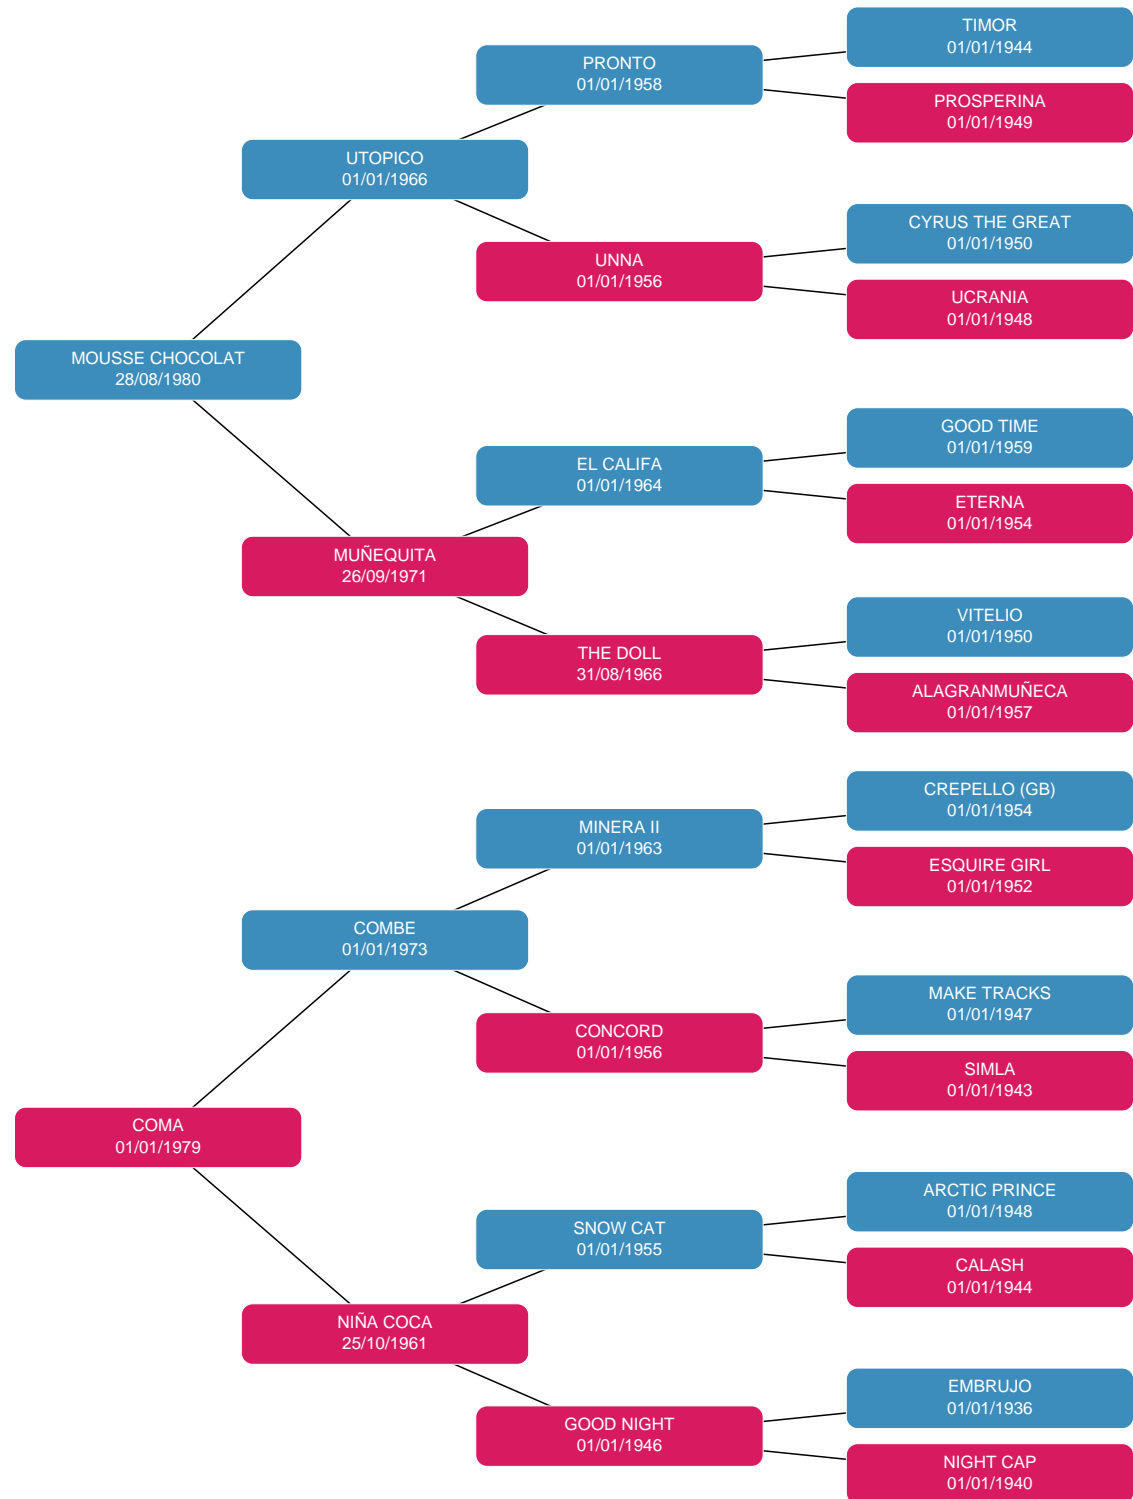 TIMOR
01/01/1944
PRONTO
01/01/1958
PROSPERINA
01/01/1949
UTOPICO
01/01/1966
CYRUS THE GREAT
01/01/1950
UNNA
01/01/1956
UCRANIA
01/01/1948
MOUSSE CHOCOLAT
28/08/1980
GOOD TIME
01/01/1959
EL CALIFA
01/01/1964
ETERNA
01/01/1954
MUÑEQUITA
26/09/1971
VITELIO
01/01/1950
THE DOLL
31/08/1966
ALAGRANMUÑECA
01/01/1957
CREPELLO (GB)
01/01/1954
MINERA II
01/01/1963
ESQUIRE GIRL
01/01/1952
COMBE
01/01/1973
MAKE TRACKS
01/01/1947
CONCORD
01/01/1956
SIMLA
01/01/1943
COMA
01/01/1979
ARCTIC PRINCE
01/01/1948
SNOW CAT
01/01/1955
CALASH
01/01/1944
NIÑA COCA
25/10/1961
EMBRUJO
01/01/1936
GOOD NIGHT
01/01/1946
NIGHT CAP
01/01/1940